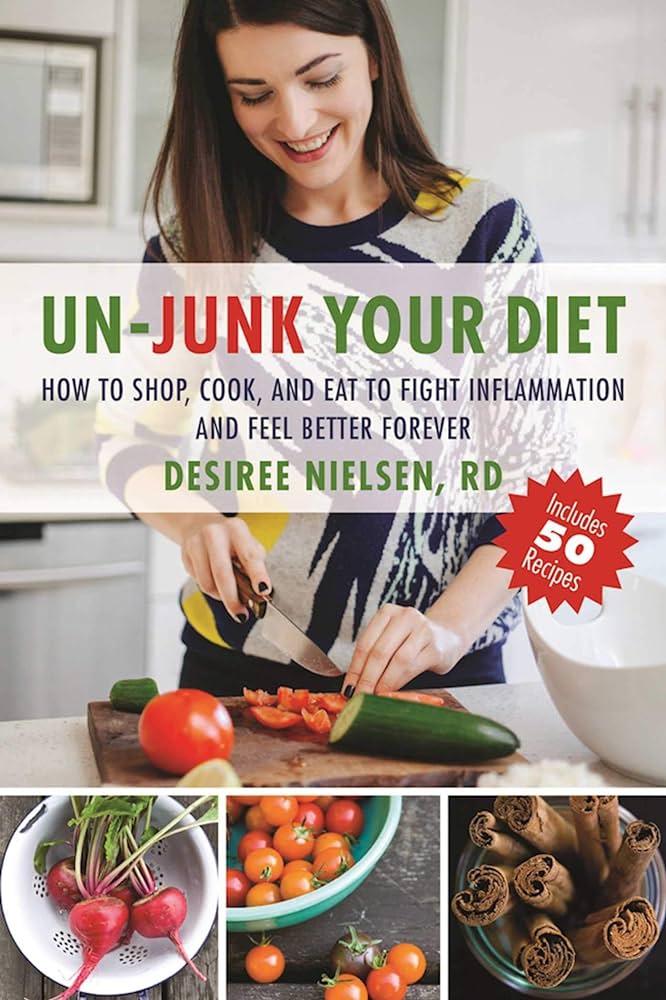 UN-JUNK YOUR DIET
HOW TO SHOP, COOK, AND EAT TO FIGHT INFLAMMATION
AND FEEL BETTER FOREVER
DESIREE NIELSEN, RD
Includes
50
Recipes